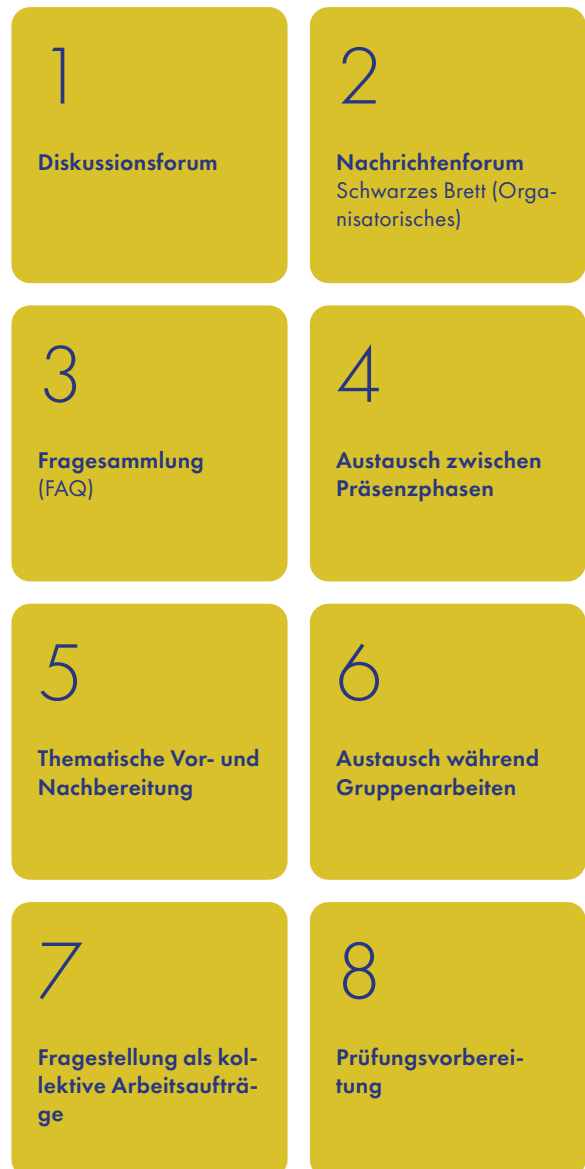 1
Diskussionsforum
2
Nachrichtenforum
Schwarzes Brett (Orga-
nisatorisches)
3
Fragesammlung
(FAQ)
4
Austausch zwischen
Präsenzphasen
5
Thematische Vor- und
Nachbereitung
6
Austausch während
Gruppenarbeiten
7
Fragestellung als kol-
lektive Arbeitsaufträ-
ge
8
Prüfungsvorberei-
tung